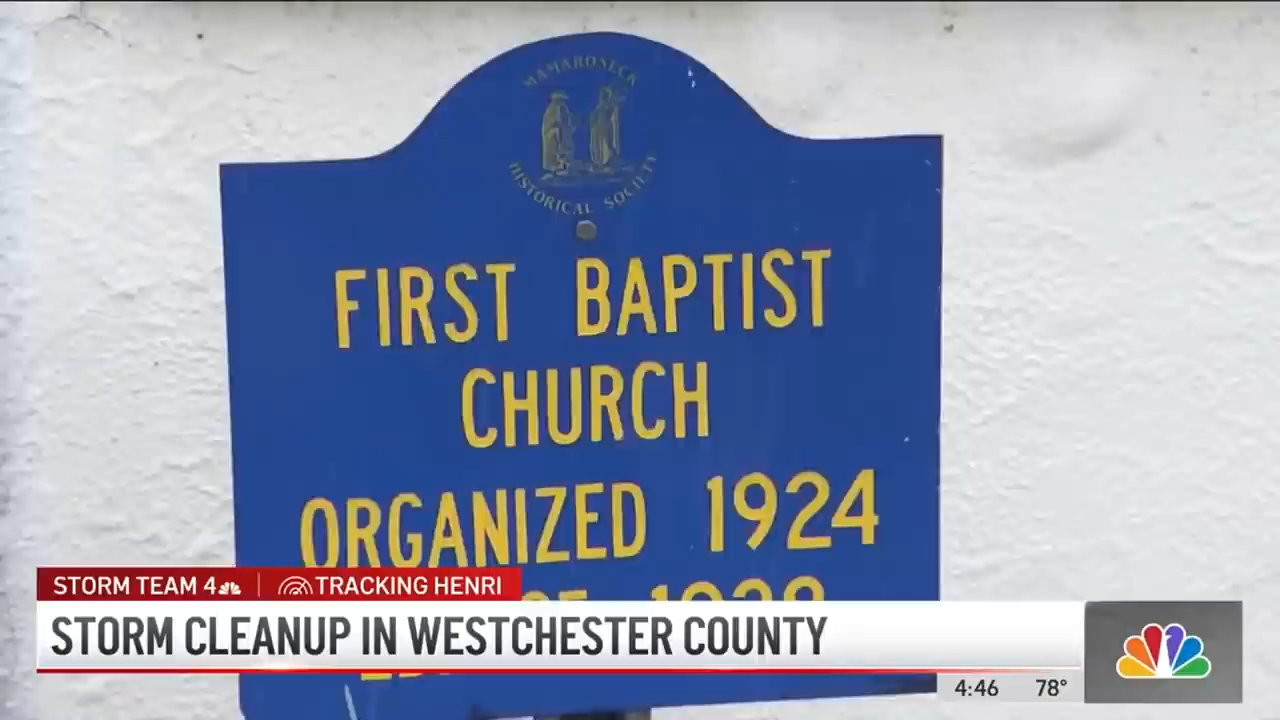 MAMARONECK
HISTORICAL SOCIETY
FIRST BAPTIST
CHURCH
ORGANIZED 1924
STORM TEAM 4 | TRACKING HENRI
STORM CLEANUP IN WESTCHESTER COUNTY
4:46 78°